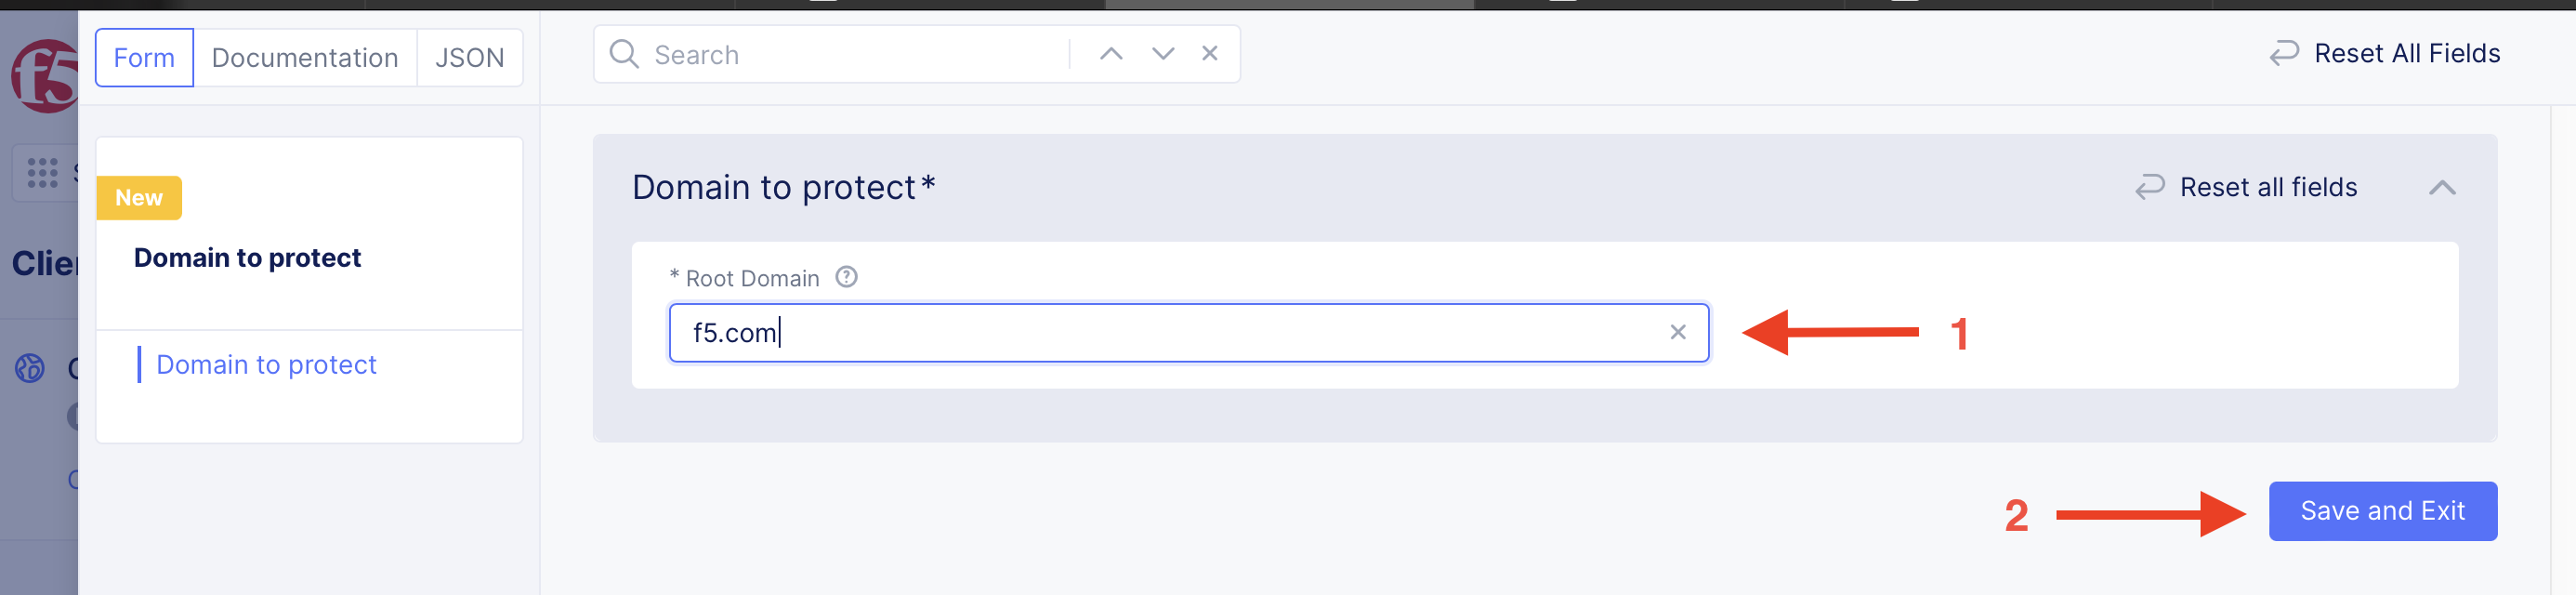 f5
Form
Documentation
JSON
Search
Reset All Fields
New
Domain to protect
Domain to protect
Domain to protect*
Reset all fields
* Root Domain
f5.com
1
2
Save and Exit